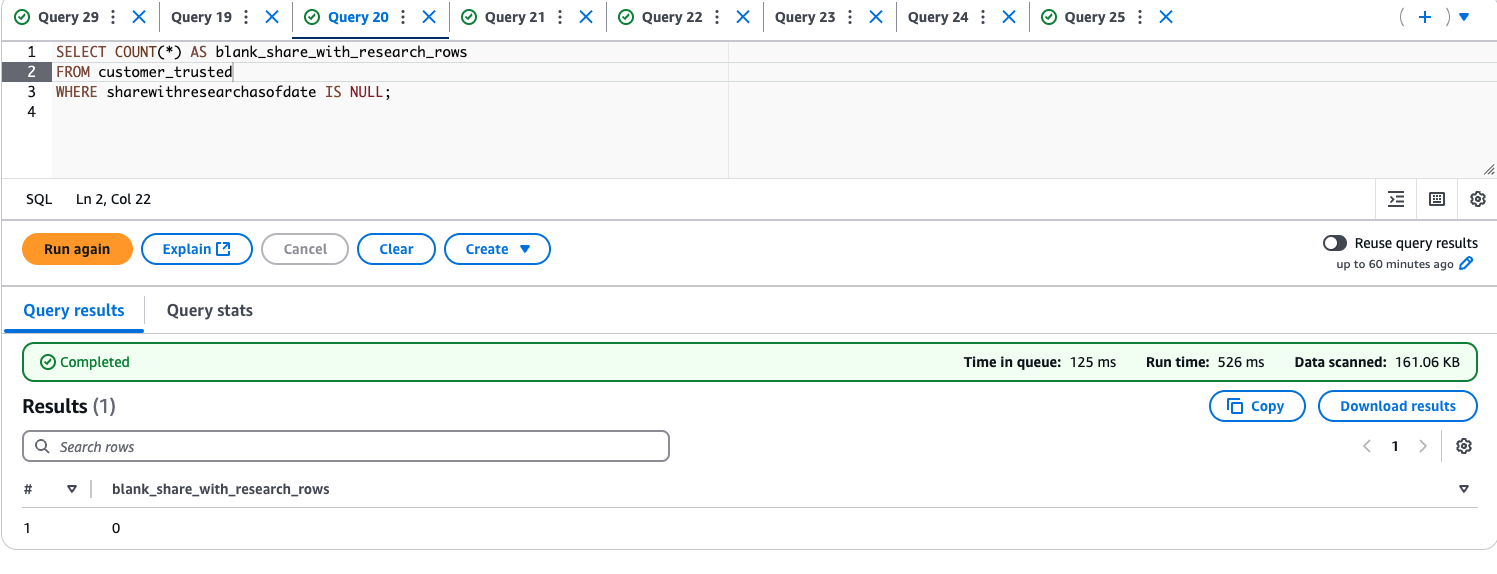 Query 29 Query 19 Query 20 Query 21 Query 22 Query 23 Query 24 Query 25
1 SELECT COUNT(*) AS blank_share_with_research_rows
2 FROM customer_trusted
3 WHERE sharewithresearchasofdate IS NULL;
4
SQL Ln 2, Col 22
Run again Explain Cancel Clear Create Reuse query results
up to 60 minutes ago
Query results Query stats
Completed Time in queue: 125 ms Run time: 526 ms Data scanned: 161.06 KB
Results (1) Copy Download results
Search rows 1
# blank_share_with_research_rows
1 0